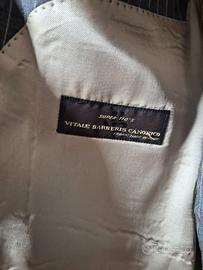 SUPER 110'S
VITALE BARBERIS CANONICO